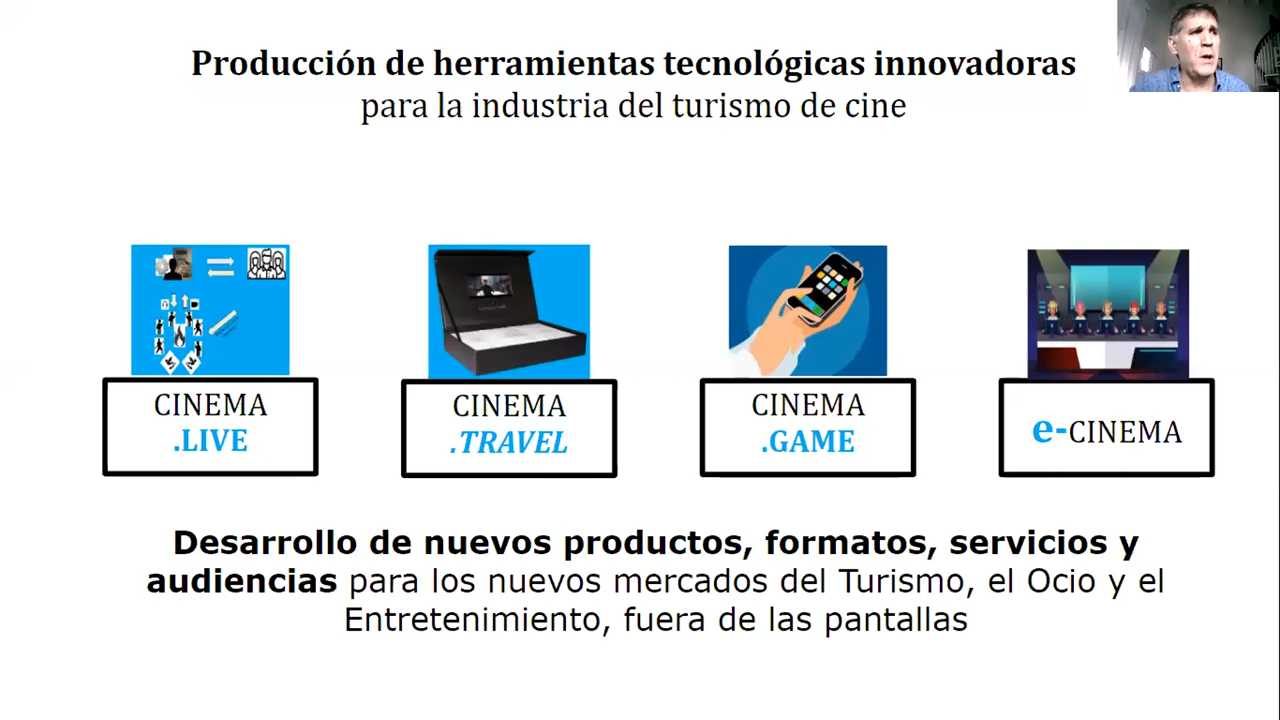 Producción de herramientas tecnológicas innovadoras
para la industria del turismo de cine
CINEMA
.LIVE
CINEMA
.TRAVEL
CINEMA
.GAME
e-CINEMA
Desarrollo de nuevos productos, formatos, servicios y
audiencias para los nuevos mercados del Turismo, el Ocio y el
Entretenimiento, fuera de las pantallas